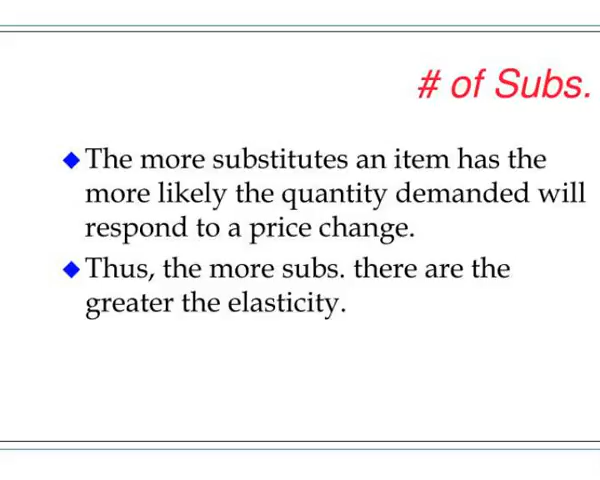 # of Subs.
The more substitutes an item has the
more likely the quantity demanded will
respond to a price change.
Thus, the more subs. there are the
greater the elasticity.